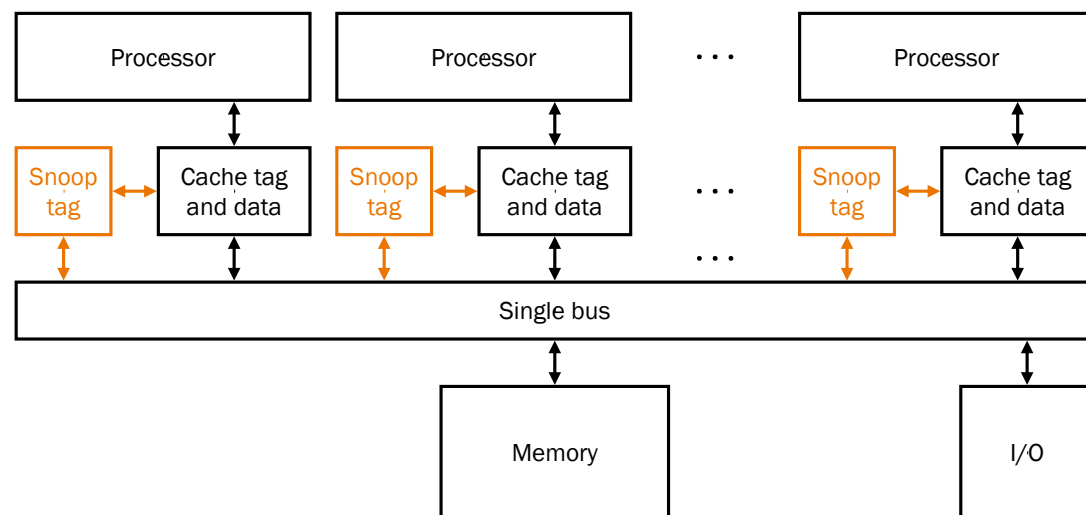 Processor
Processor
. . .
Processor
Snoop
tag
Cache tag
and data
Snoop
tag
Cache tag
and data
. . .
Snoop
tag
Cache tag
and data
. . .
Single bus
Memory
I/O